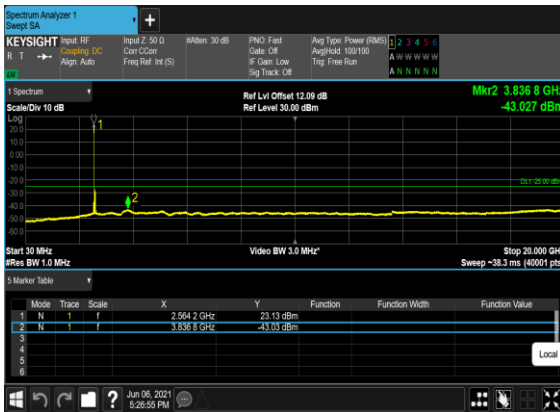 Spectrum Analyzer 1
Swept SA
KEYSIGHT
R T
Input: RF
Coupling: DC
Align: Auto
Input Z: 50 Ω
Corr CCorr
Freq Ref: Int (S)
#Atten: 30 dB
PNO: Fast
Gate: Off
IF Gain: Low
Sig Track: Off
Avg Type: Power (RMS)
Avg|Hold: 100/100
Trig: Free Run
1 2 3 4 5 6
A W W W W W
A N N N N N
1 Spectrum
Scale/Div 10 dB
Ref Lvl Offset 12.09 dB
Ref Level 30.00 dBm
Mkr2 3.836 8 GHz
-43.027 dBm
Log
20.0
10.0
0.00
-10.0
-20.0
-30.0
-40.0
-50.0
-60.0
1
2
DL1 -25.00 dBm
Start 30 MHz
#Res BW 1.0 MHz
Video BW 3.0 MHz*
Stop 20.000 GH
Sweep ~38.3 ms (40001 pts
5 Marker Table
Mode Trace Scale X Y Function Function Width Function Value
1 N 1 f 2.564 2 GHz 23.13 dBm
2 N 1 f 3.836 8 GHz -43.03 dBm
3
4
5
6
Local
?
Jun 06, 2021
5:26:55 PM